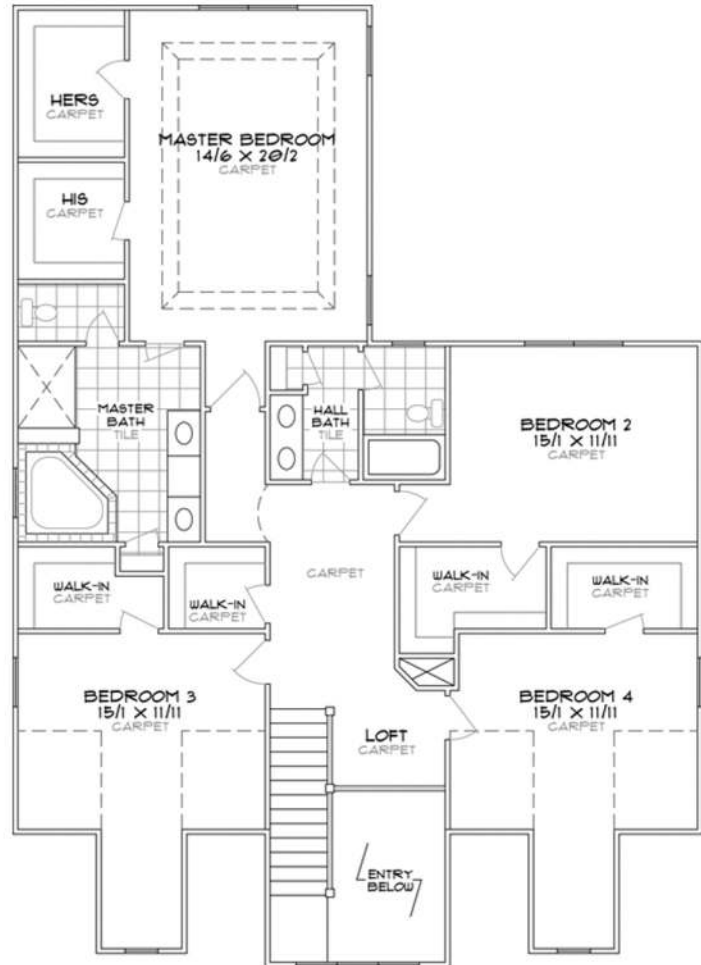 HERS
CARPET
MASTER BEDROOM
14/6 X 20/2
CARPET
HIS
CARPET
MASTER
BATH
TILE
HALL
BATH
TILE
BEDROOM 2
15/1 X 11/11
CARPET
WALK-IN
CARPET
WALK-IN
CARPET
CARPET
WALK-IN
CARPET
WALK-IN
CARPET
BEDROOM 3
15/1 X 11/11
CARPET
LOFT
CARPET
BEDROOM 4
15/1 X 11/11
CARPET
ENTRY
BELOW